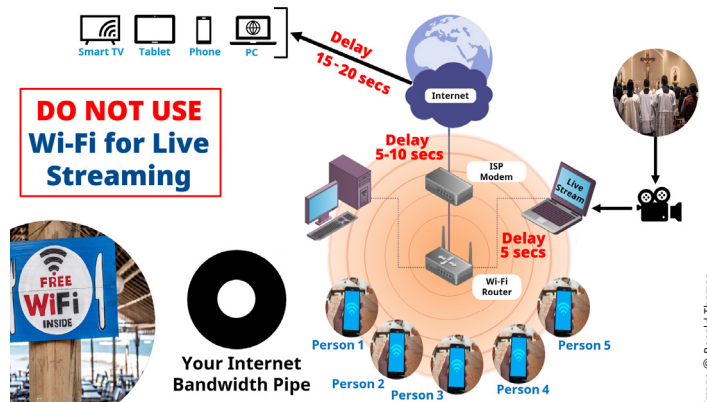 Smart TV
Tablet
Phone
PC
Delay
15-20 secs
Internet
DO NOT USE
Wi-Fi for Live
Streaming
Delay
5-10 secs
ISP
Modem
Live
Stream
Delay
5 secs
Wi-Fi
Router
FREE
WiFi
INSIDE
Your Internet
Bandwidth Pipe
Person 1
Person 2
Person 3
Person 4
Person 5